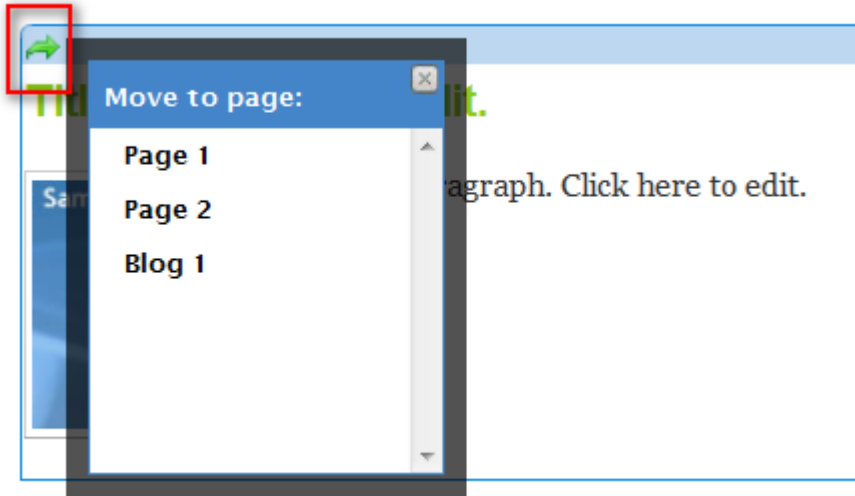 Move to page:
Page 1
Page 2
Blog 1
agraph. Click here to edit.